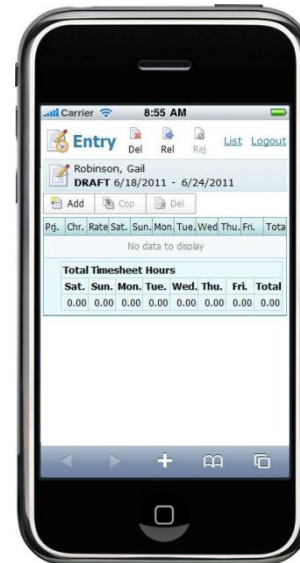 Carrier 8:55 AM
Entry Del Rel Rej List Logout
Robinson, Gail
DRAFT 6/18/2011 - 6/24/2011
Add Cop Del
Prj. Chr. Rate Sat. Sun. Mon. Tue. Wed Thu. Fri. Tota
No data to display
Total Timesheet Hours
Sat. Sun. Mon. Tue. Wed. Thu. Fri. Total
0.00 0.00 0.00 0.00 0.00 0.00 0.00 0.00